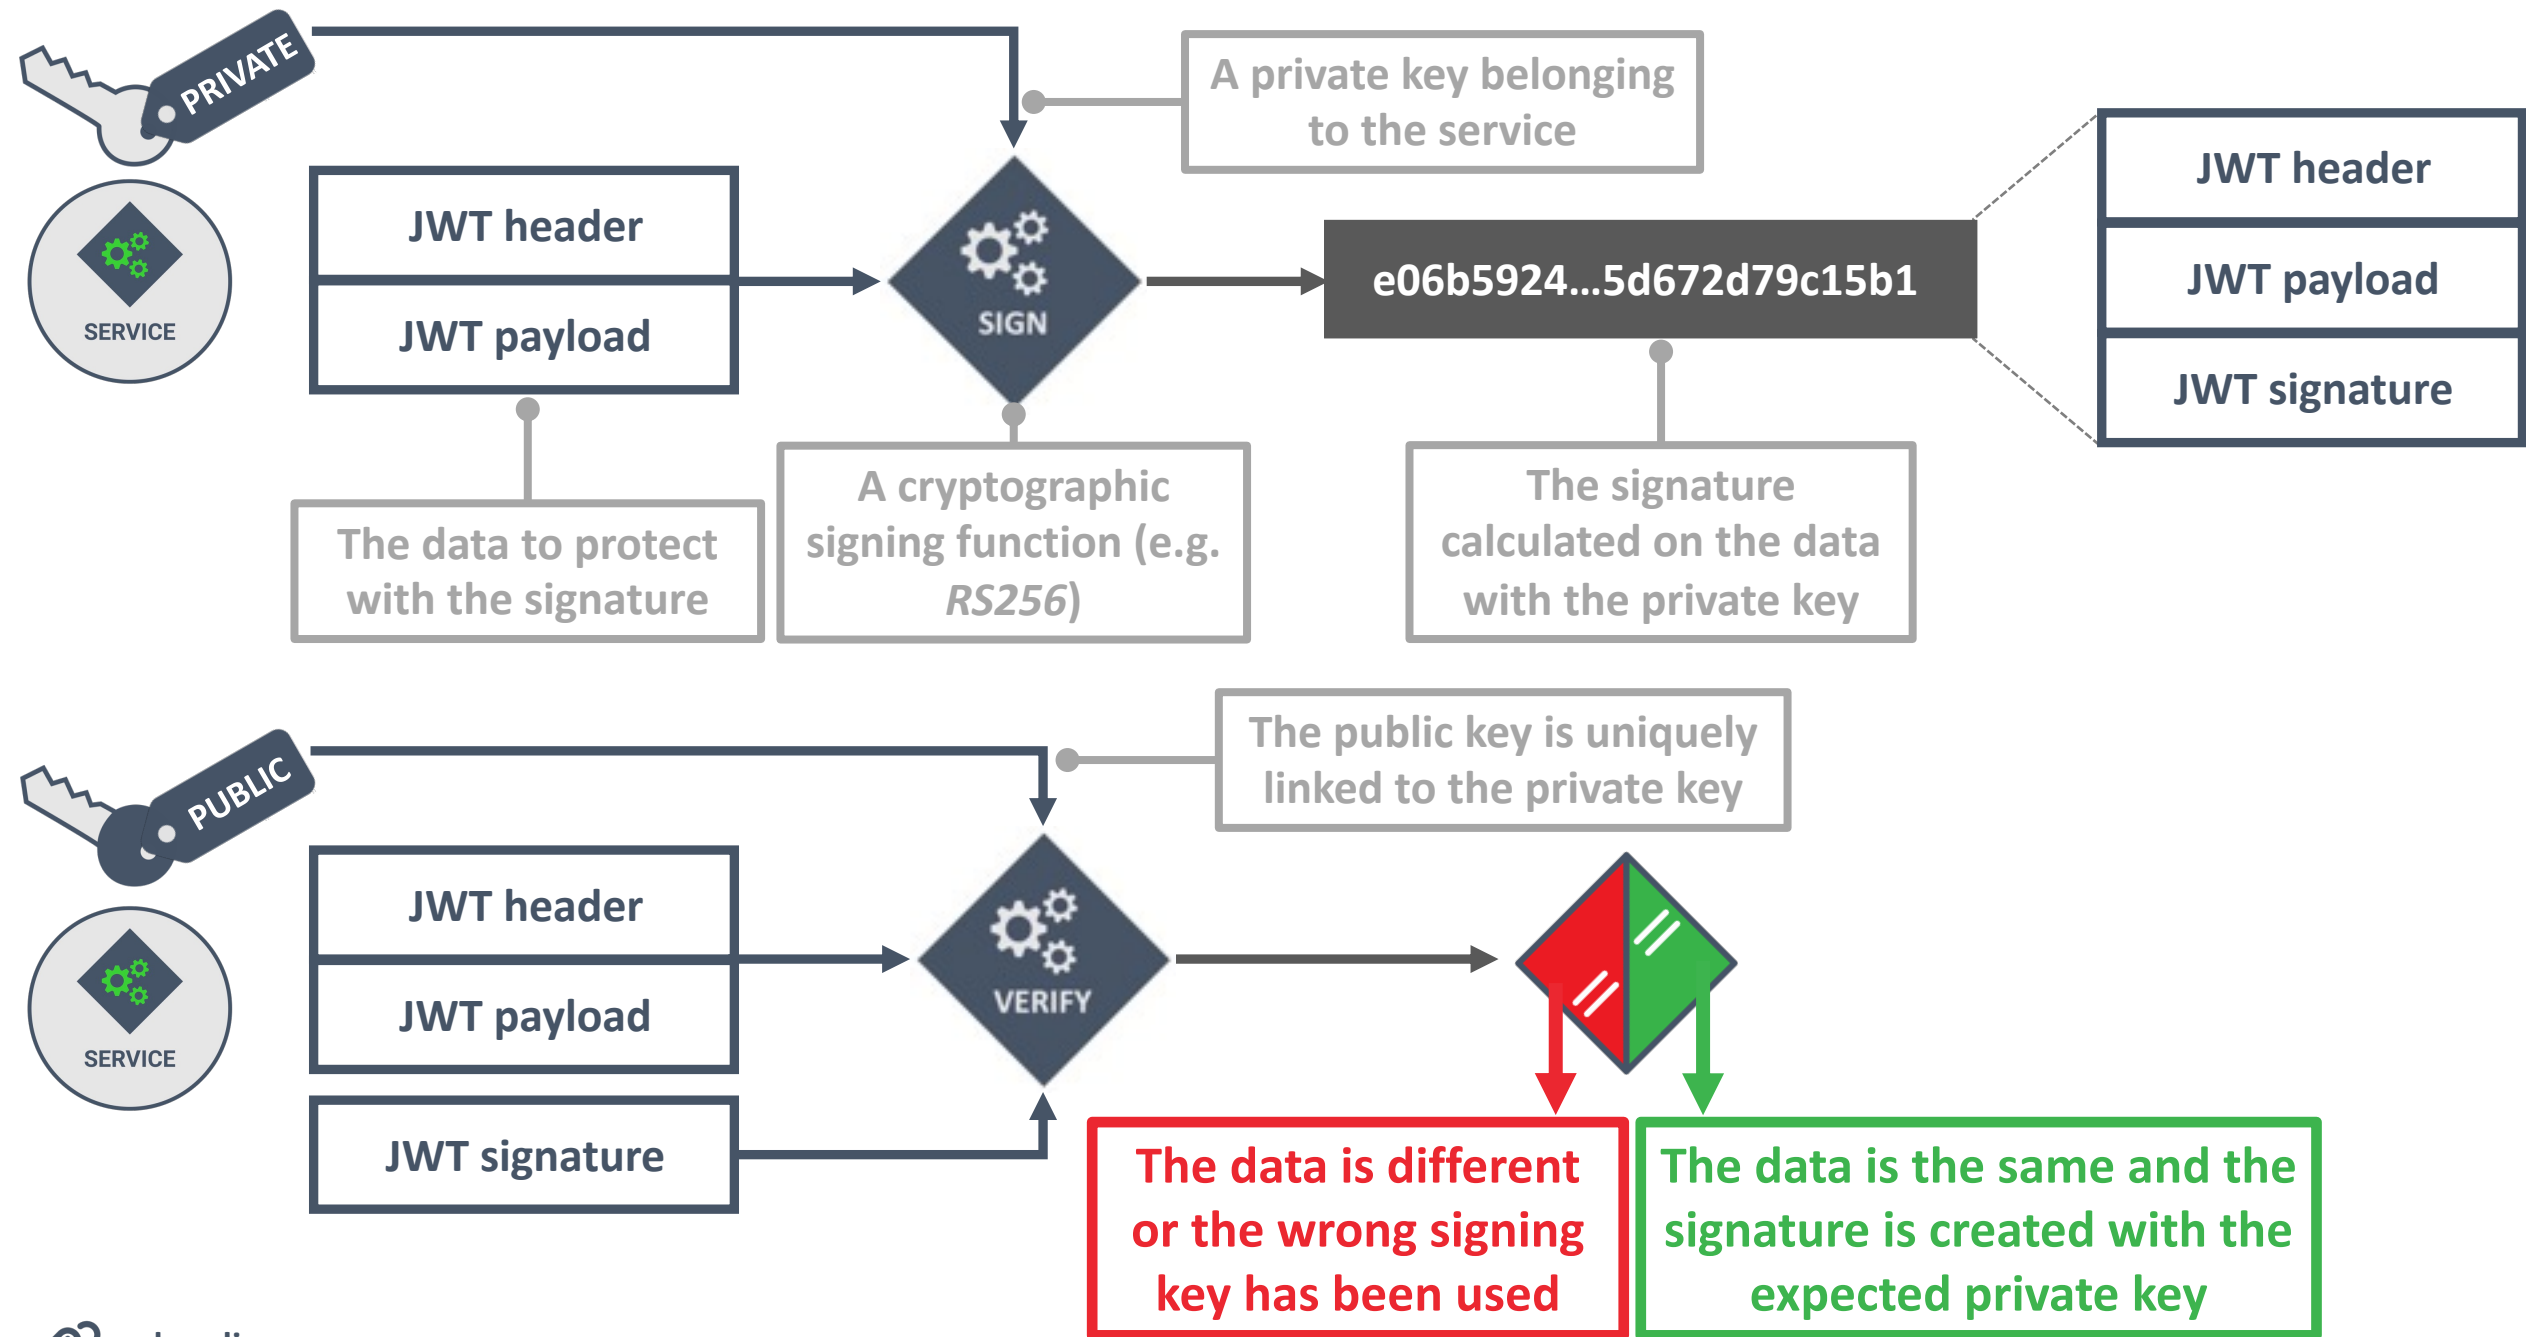 PRIVATE
A private key belonging
to the service
JWT header
JWT payload
SERVICE
SIGN
e06b5924...5d672d79c15b1
JWT header
JWT payload
JWT signature
The data to protect
with the signature
A cryptographic
signing function (e.g.
RS256)
The signature
calculated on the data
with the private key
PUBLIC
The public key is uniquely
linked to the private key
JWT header
JWT payload
SERVICE
VERIFY
JWT signature
The data is different
or the wrong signing
key has been used
The data is the same and the
signature is created with the
expected private key